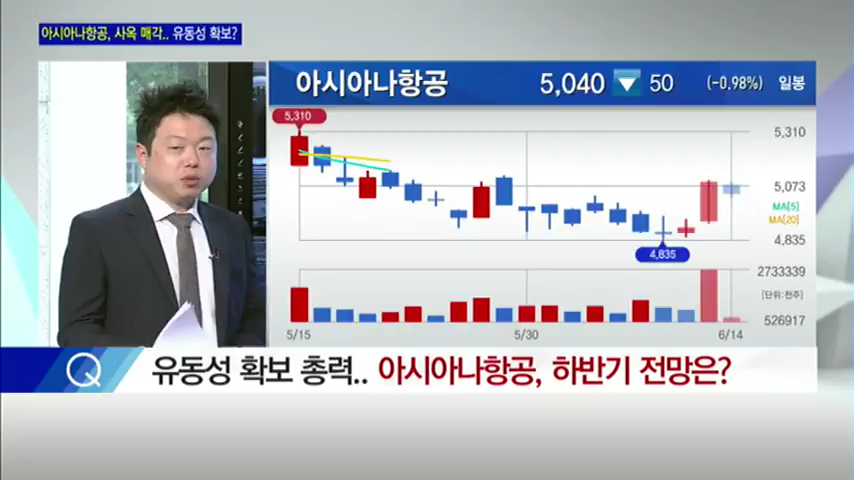 아시아나항공, 사옥 매각.. 유동성 확보?
아시아나항공 5,040 ▼ 50 (-0.98%) 일봉
5,310
5,310
5,073
MA[5]
MA[20]
4,835
4,835
2733339
[단위:천주]
526917
5/15 5/30 6/14
Q 유동성 확보 총력.. 아시아나항공, 하반기 전망은?